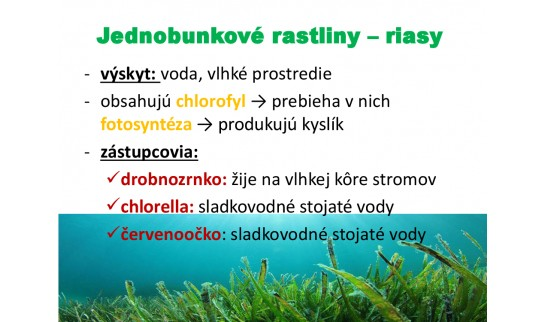 Jednobunkové rastliny – riasy
- výskyt: voda, vlhké prostredie
- obsahujú chlorofyl → prebieha v nich
fotosyntéza → produkujú kyslík
- zástupcovia:
✓drobnozrnko: žije na vlhkej kôre stromov
✓chlorella: sladkovodné stojaté vody
✓červenoočko: sladkovodné stojaté vody